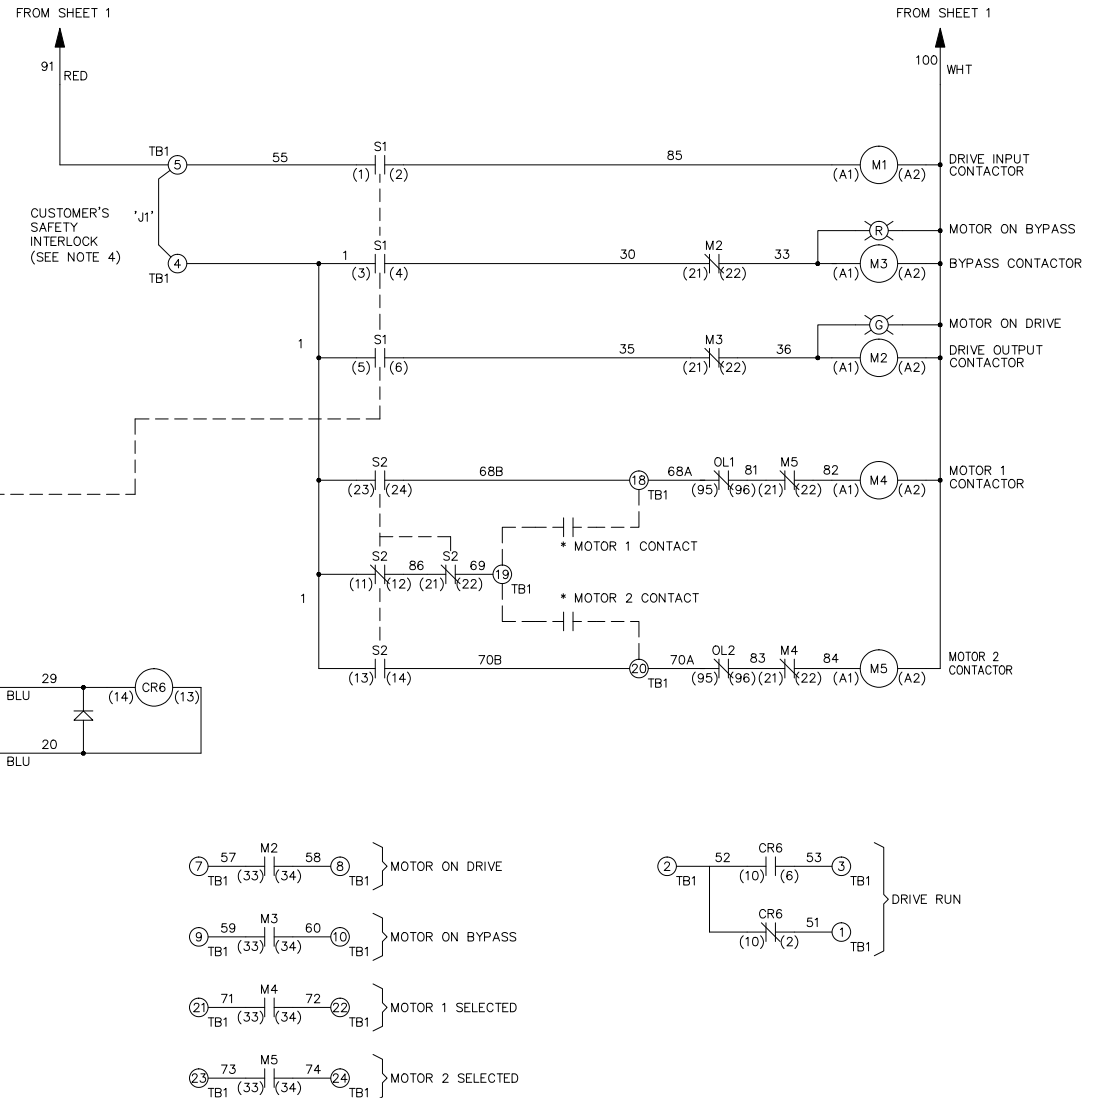 FROM SHEET 1
FROM SHEET 1
91
RED
100
WHT
TB1
5
55
S1
(1)
(2)
85
M1
(A1)
(A2)
DRIVE INPUT
CONTACTOR
CUSTOMER'S
SAFETY
INTERLOCK
(SEE NOTE 4)
'J1'
4
TB1
1
S1
(3)
(4)
30
M2
(21)
(22)
33
R
MOTOR ON BYPASS
M3
(A1)
(A2)
BYPASS CONTACTOR
1
S1
(5)
(6)
35
M3
(21)
(22)
36
G
MOTOR ON DRIVE
M2
(A1)
(A2)
DRIVE OUTPUT
CONTACTOR
S2
(23)
(24)
68B
18
TB1
68A
OL1
(95)
(96)
81
M5
(21)
(22)
82
M4
(A1)
(A2)
MOTOR 1
CONTACTOR
* MOTOR 1 CONTACT
1
S2
(11)
(12)
86
S2
(21)
(22)
69
19
TB1
* MOTOR 2 CONTACT
S2
(13)
(14)
70B
20
TB1
70A
OL2
(95)
(96)
83
M4
(21)
(22)
84
M5
(A1)
(A2)
MOTOR 2
CONTACTOR
29
BLU
(14)
CR6
(13)
20
BLU
7
TB1
57
M2
(33)
(34)
58
8
TB1
MOTOR ON DRIVE
9
TB1
59
M3
(33)
(34)
60
10
TB1
MOTOR ON BYPASS
21
TB1
71
M4
(33)
(34)
72
22
TB1
MOTOR 1 SELECTED
23
TB1
73
M5
(33)
(34)
74
24
TB1
MOTOR 2 SELECTED
2
TB1
52
CR6
(10)
(6)
53
3
TB1
CR6
(10)
(2)
51
1
TB1
DRIVE RUN